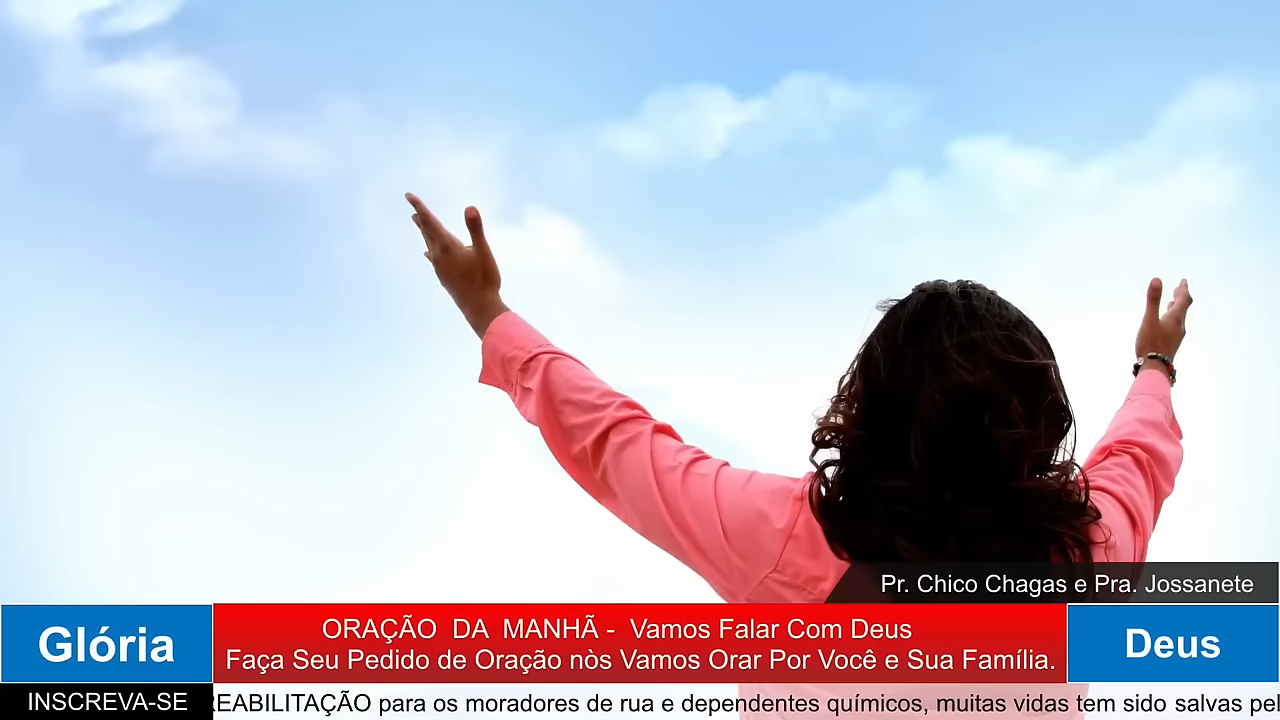 Pr. Chico Chagas e Pra. Jossanete
Glória
ORAÇÃO DA MANHÃ - Vamos Falar Com Deus
Faça Seu Pedido de Oração nòs Vamos Orar Por Você e Sua Família.
Deus
INSCREVA-SE
EABILITAÇÃO para os moradores de rua e dependentes químicos, muitas vidas tem sido salvas pel